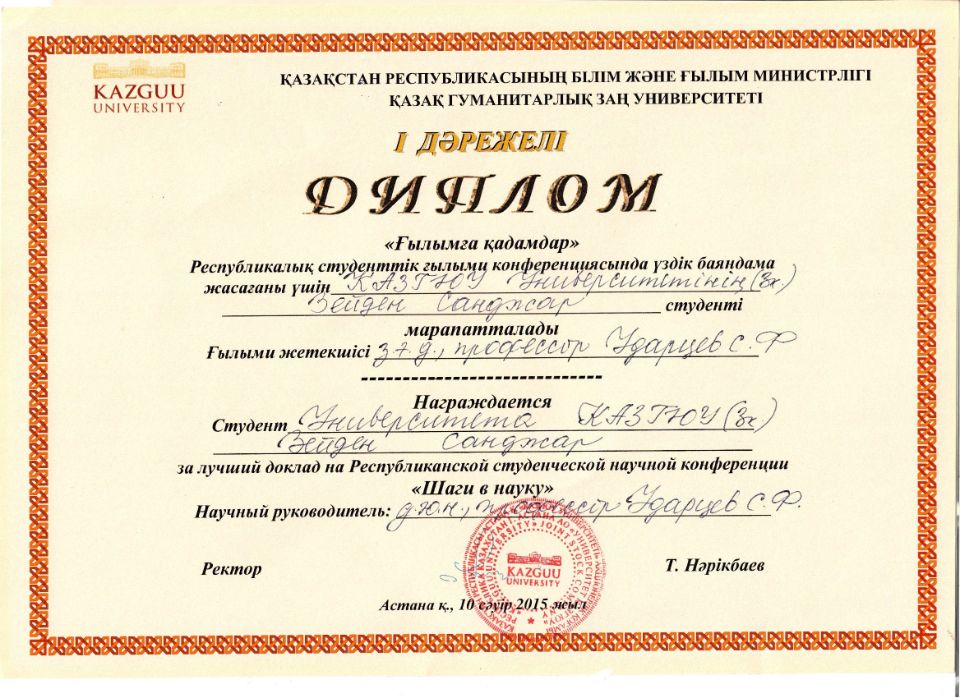 KAZGUU
UNIVERSITY
ҚАЗАҚСТАН РЕСПУБЛИКАСЫНЫҢ БІЛІМ ЖӘНЕ ҒЫЛЫМ МИНИСТРЛІГІ
ҚАЗАҚ ГУМАНИТАРЛЫҚ ЗАҢ УНИВЕРСИТЕТІ
І ДӘРЕЖЕЛІ
ДИПЛОМ
«Ғылымға қадамдар»
Республикалық студенттік ғылыми конференциясында үздік баяндама
жасағаны үшін КАЗГЮУ Университетінің (3к.)
Зейден Санджар студенті
марапатталады
Ғылыми жетекшісі з.ғ.д., профессор Ударцев С. Ф
Награждается
Студент Университета КАЗГЮУ (3к)
Зейден Санджар
за лучший доклад на Республиканской студенческой научной конференции
«Шаги в науку»
Научный руководитель: д.ю.н., профессор Ударцев С. Ф.
Ректор
Т. Нәрікбаев
KAZGUU
UNIVERSITY
Астана қ., 10 сәуір 2015 жыл